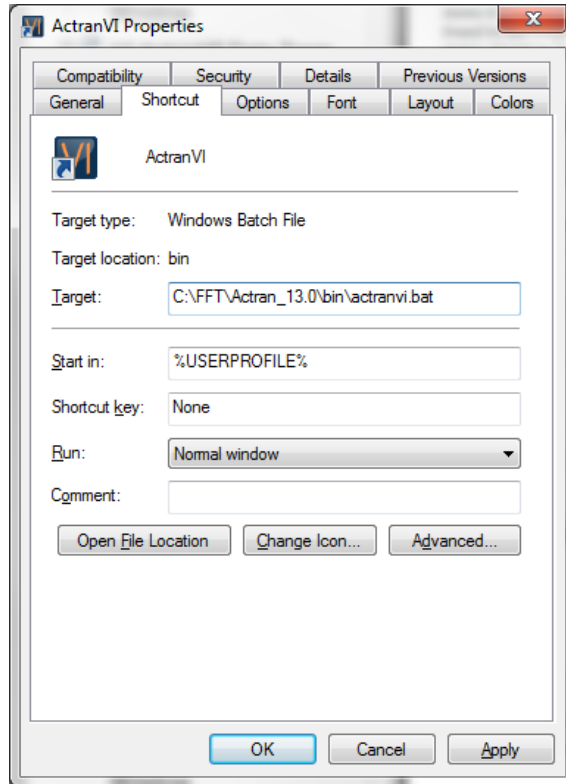 ActranVI Properties
Compatibility Security Details Previous Versions
General Shortcut Options Font Layout Colors
VI ActranVI
Target type: Windows Batch File
Target location: bin
Target: C:\FFT\Actran_13.0\bin\actranvi.bat
Start in: %USERPROFILE%
Shortcut key: None
Run: Normal window
Comment:
Open File Location Change Icon... Advanced...
OK Cancel Apply